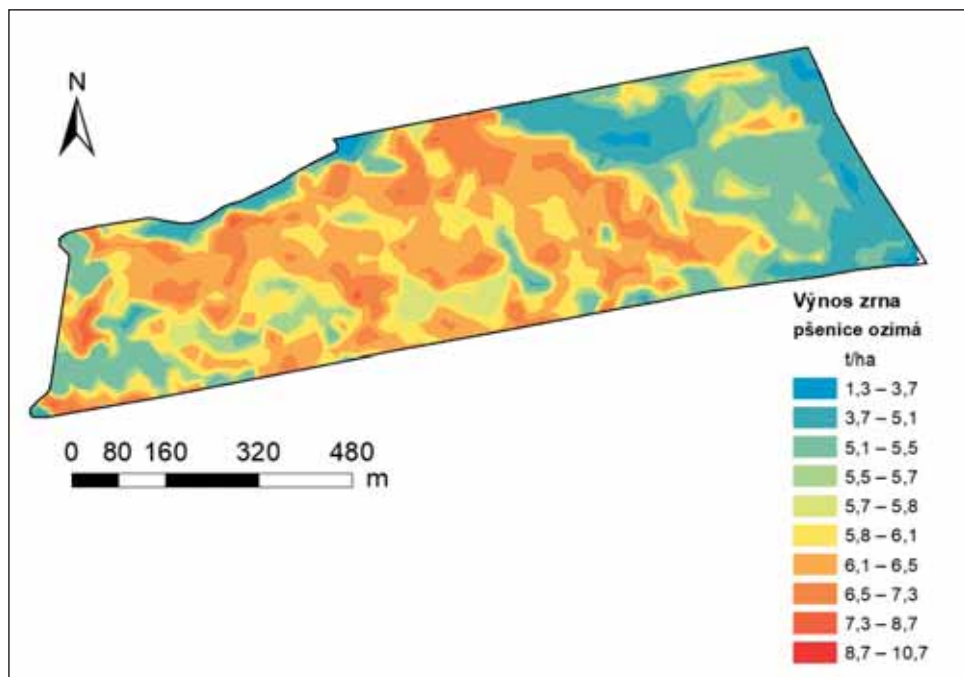 N
Výnos zrna
pšenice ozimá
t/ha
1,3 – 3,7
3,7 – 5,1
5,1 – 5,5
5,5 – 5,7
5,7 – 5,8
5,8 – 6,1
6,1 – 6,5
6,5 – 7,3
7,3 – 8,7
8,7 – 10,7
0 80 160 320 480
m